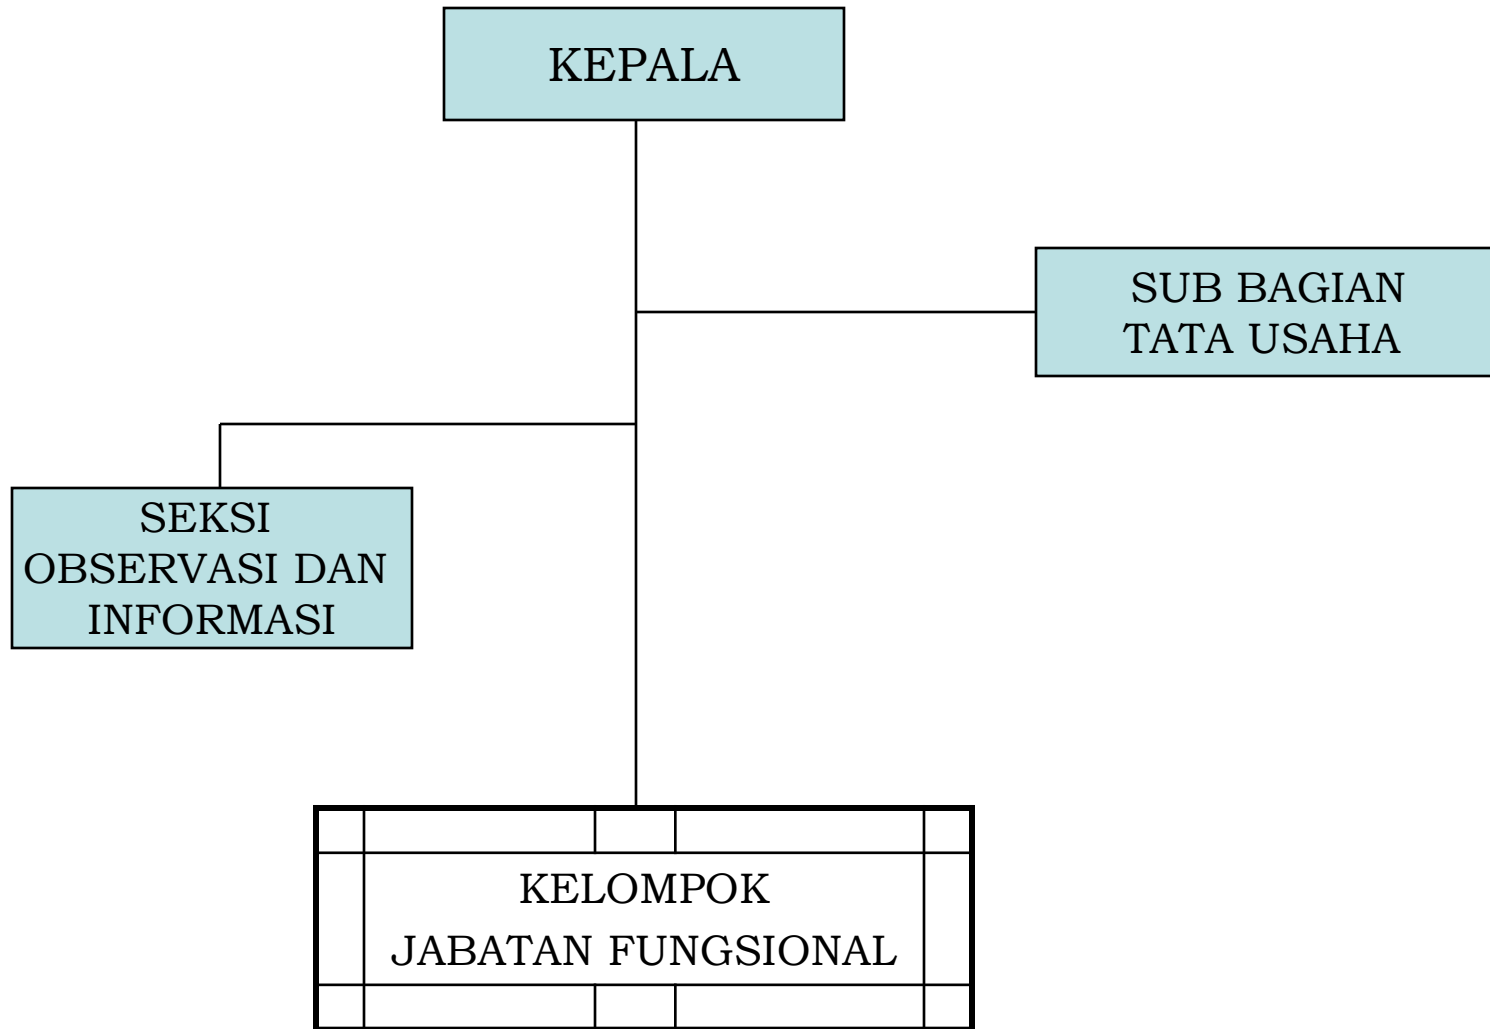 KEPALA
SUB BAGIAN
TATA USAHA
SEKSI
OBSERVASI DAN
INFORMASI
KELOMPOK
JABATAN FUNGSIONAL